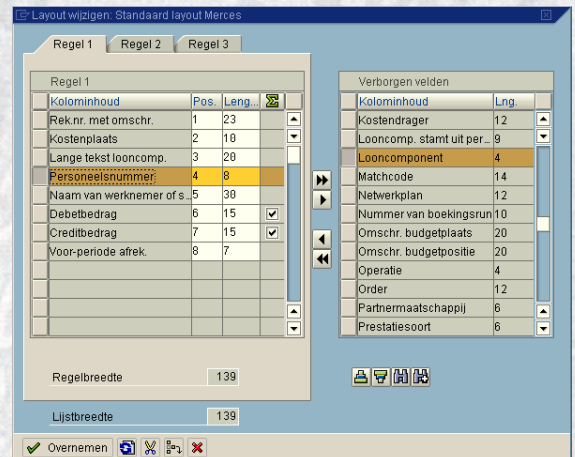 Layout wijzigen: Standaard layout Merces
Regel 1 Regel 2 Regel 3
Regel 1
Kolominhoud Pos. Leng...
Rek.nr. met omschr. 1 23
Kostenplaats 2 10
Lange tekst looncomp. 3 20
Personeelsnummer 4 8
Naam van werknemer of s... 5 30
Debetbedrag 6 15
Creditbedrag 7 15
Voor-periode afrek. 8 7
Regelbreedte 139
Lijstbreedte 139
Verborgen velden
Kolominhoud Lng.
Kostendrager 12
Looncomp. stamt uit per... 9
Looncomponent 4
Matchcode 14
Netwerkplan 12
Nummer van boekingsrun 10
Omschr. budgetplaats 20
Omschr. budgetpositie 20
Operatie 4
Order 12
Partnermaatschappij 6
Prestatiesoort 6
Overnemen